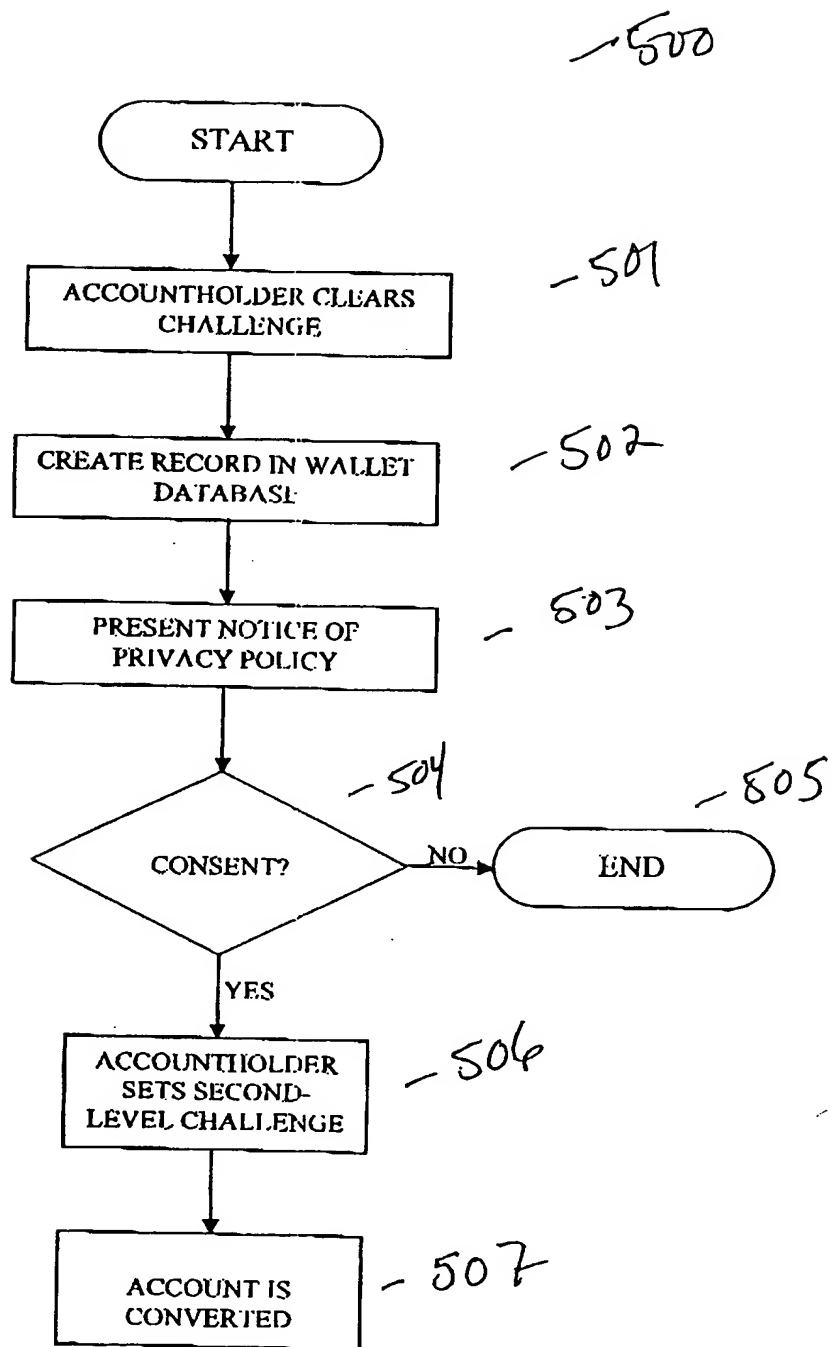 500
START
501
ACCOUNTHOLDER CLEARS
CHALLENGE
502
CREATE RECORD IN WALLET
DATABASE
503
PRESENT NOTICE OF
PRIVACY POLICY
504
505
CONSENT?
NO
END
YES
506
ACCOUNTHOLDER
SETS SECOND-
LEVEL CHALLENGE
507
ACCOUNT IS
CONVERTED